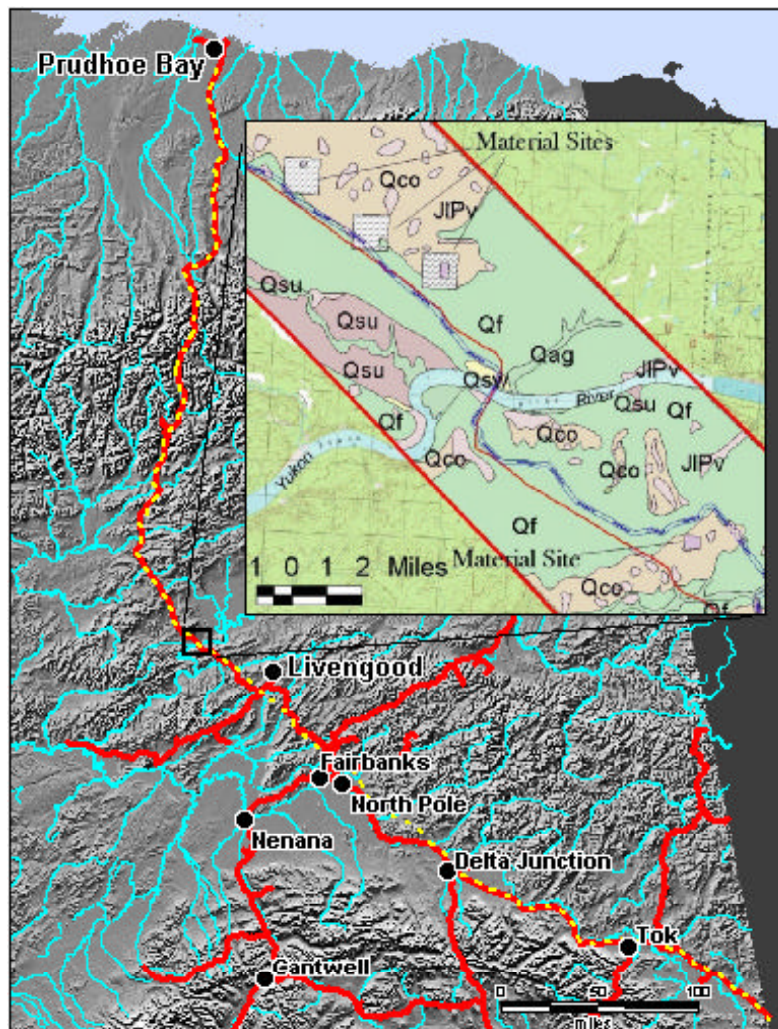 Prudhoe Bay
Material Sites
Qco
JIPv
Qsu
Qsu
Qf
Qag
Qsu
Qsw
JIPv
River
Qsu
Qf
Qf
Qco
Qco
Qco
JIPv
Yukon
Qf
Material Site
1 0 1 2 Miles
Qco
Qf
Livengood
Fairbanks
North Pole
Nenana
Delta Junction
Tok
Cantwell
0 50 100
miles